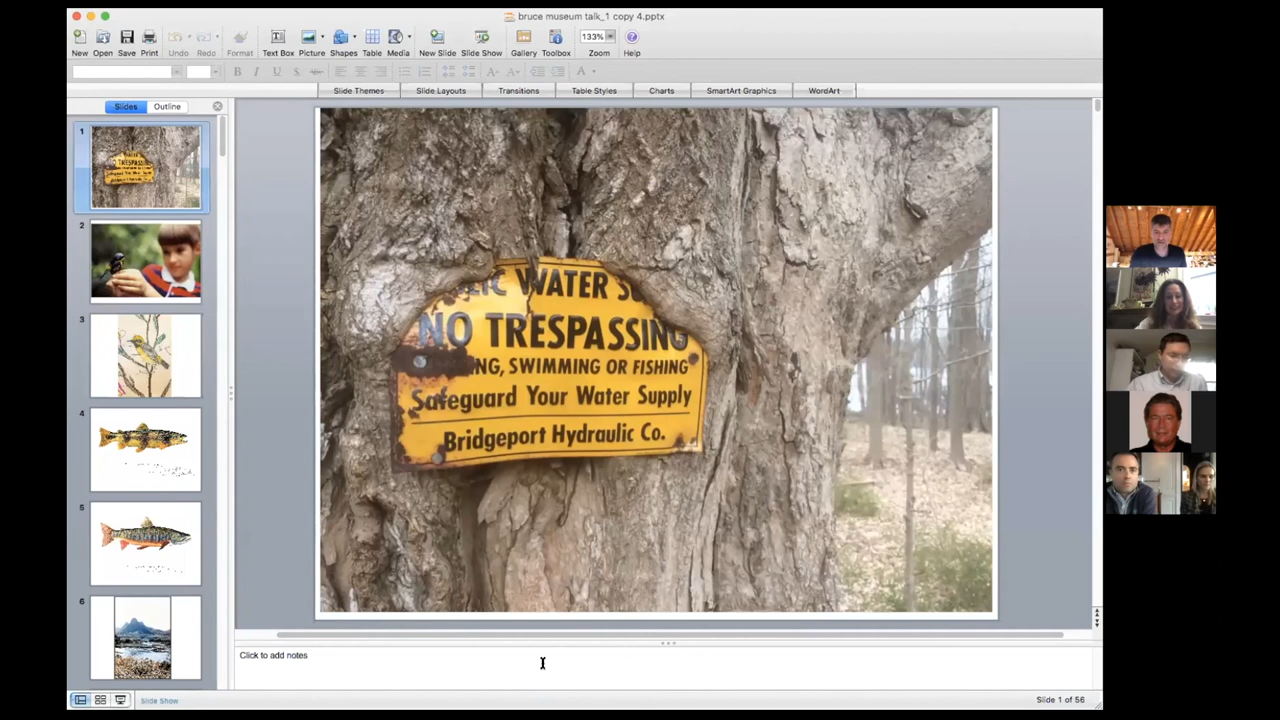 bruce museum talk_1 copy 4.pptx
New Open Save Print Undo Redo Format Text Box Picture Shapes Table Media New Slide Slide Show Gallery Toolbox Zoom Help
133%
B I U S
Slide Themes Slide Layouts Transitions Table Styles Charts SmartArt Graphics WordArt
Slides Outline
1
2
3
4
5
6
WATER
NO TRESPASSING
NG, SWIMMING OR FISHING
Safeguard Your Water Supply
Bridgeport Hydraulic Co.
Click to add notes
Slide Show
Slide 1 of 56